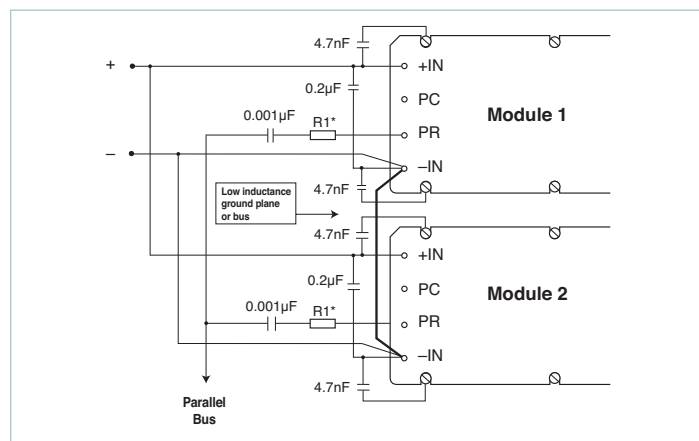 4.7nF
+
+IN
0.2µF
PC
Module 1
0.001µF
R1*
PR
–
–IN
4.7nF
Low inductance
ground plane
or bus
4.7nF
+IN
0.2µF
PC
Module 2
0.001µF
R1*
PR
–IN
4.7nF
Parallel
Bus